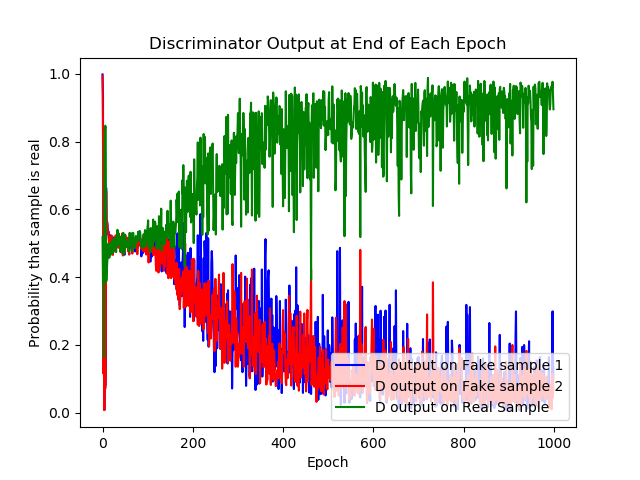 Discriminator Output at End of Each Epoch
Probability that sample is real
1.0
0.8
0.6
0.4
0.2
0.0
D output on Fake sample 1
D output on Fake sample 2
D output on Real Sample
0 200 400 600 800 1000
Epoch